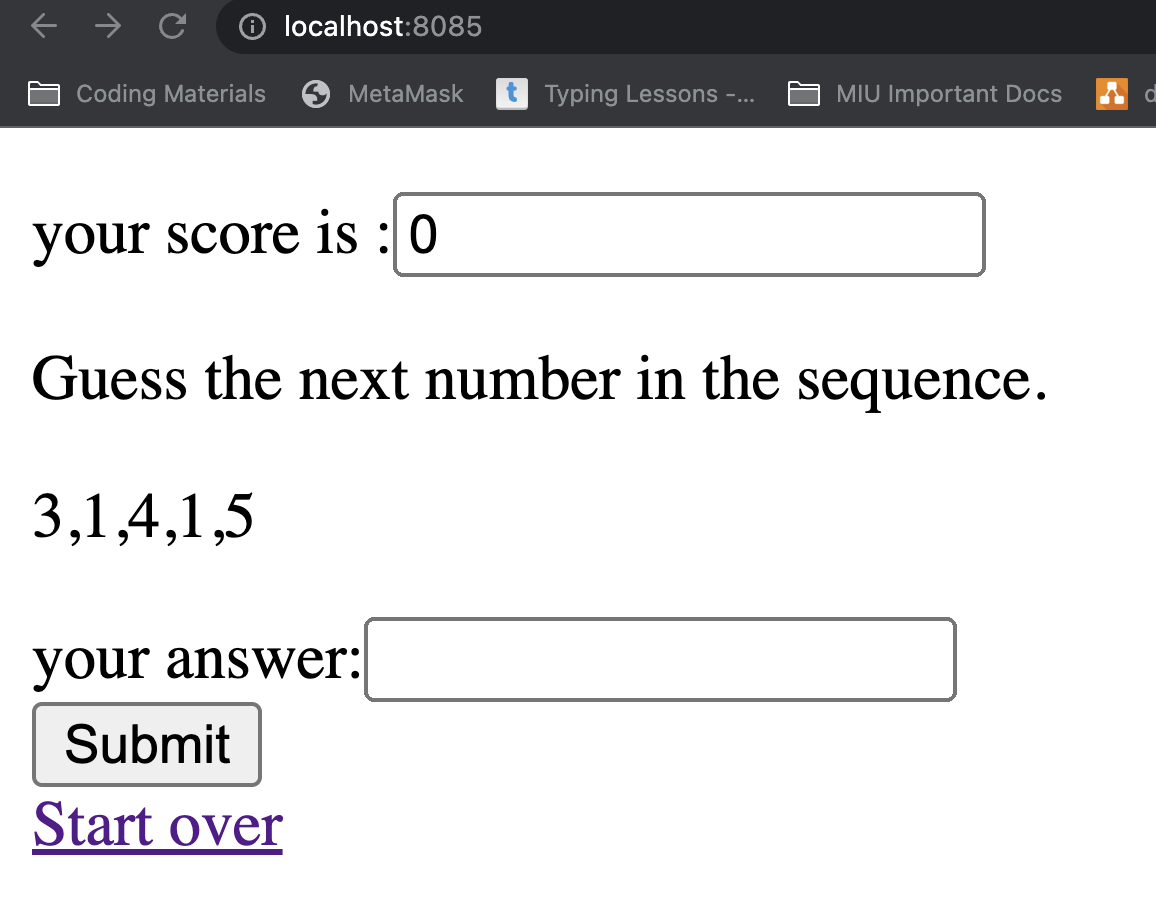 localhost:8085
Coding Materials MetaMask t Typing Lessons -... MIU Important Docs d
your score is :0
Guess the next number in the sequence.
3,1,4,1,5
your answer:
Submit
Start over